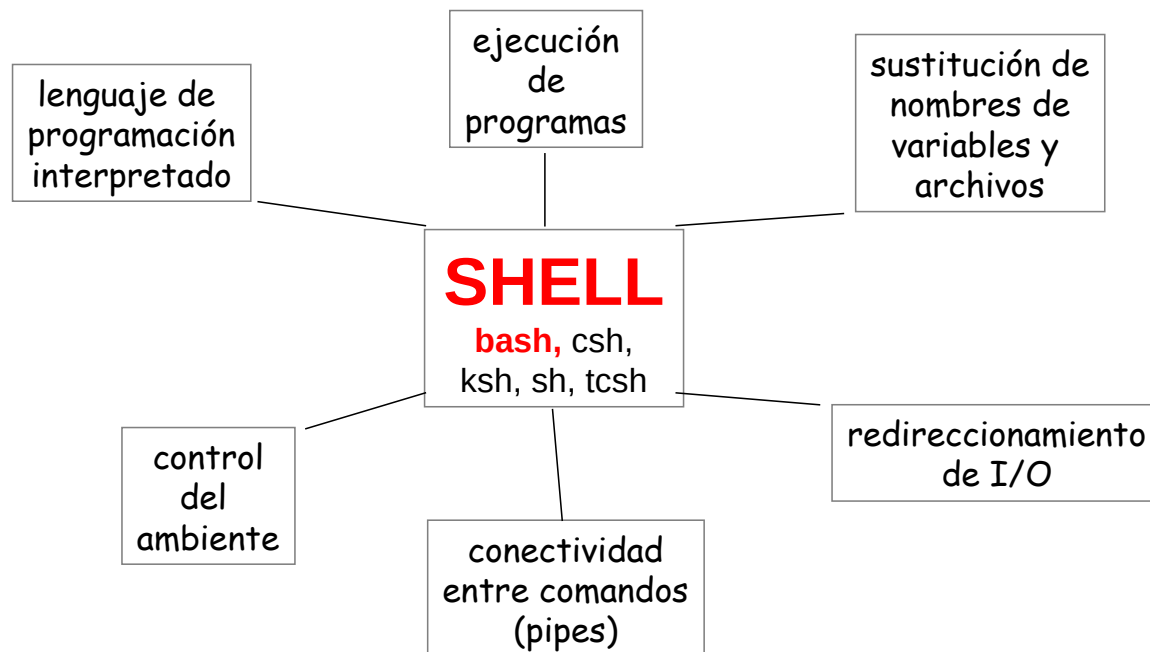 ejecución
de
programas
lenguaje de
programación
interpretado
sustitución de
nombres de
variables y
archivos
SHELL
bash, csh,
ksh, sh, tcsh
control
del
ambiente
redireccionamiento
de I/O
conectividad
entre comandos
(pipes)